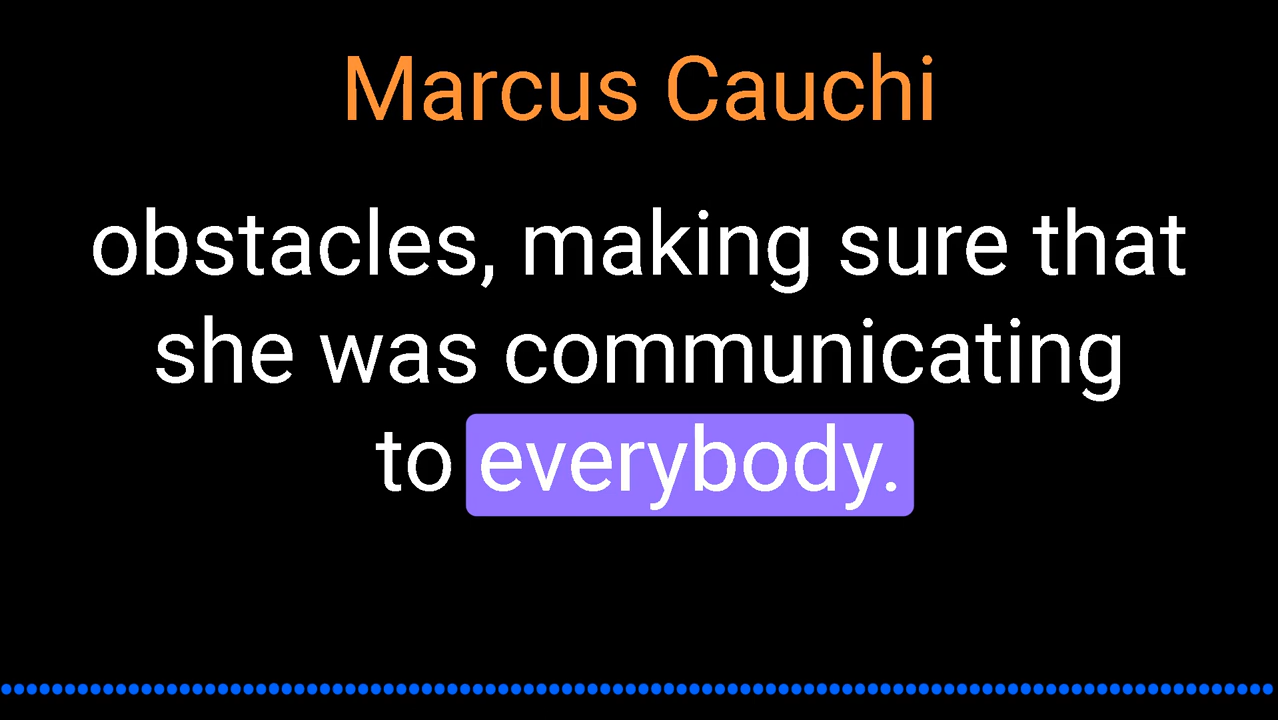 Marcus Cauchi
obstacles, making sure that
she was communicating
to everybody.